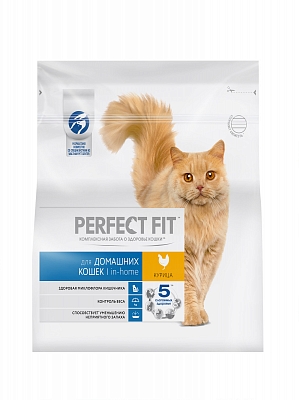 PERFECT FIT™
КОМПЛЕКСНАЯ ЗАБОТА О ЗДОРОВЬЕ КОШКИ
для ДОМАШНИХ
КОШЕК | in-home
КУРИЦА
ЗДОРОВАЯ МИКРОФЛОРА КИШЕЧНИКА
КОНТРОЛЬ ВЕСА
СПОСОБСТВУЕТ УМЕНЬШЕНИЮ
НЕПРИЯТНОГО ЗАПАХА
5